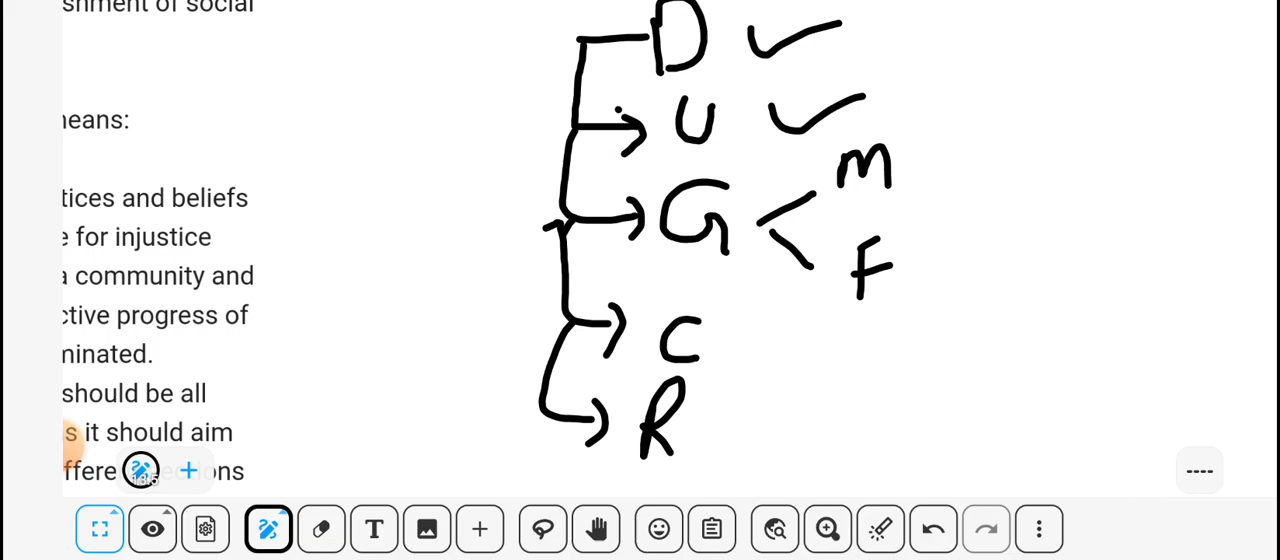 shment of social
D
neans:
U
M
tices and beliefs
G
e for injustice
F
a community and
ctive progress of
C
minated.
should be all
R
s it should aim
ffere ons
T